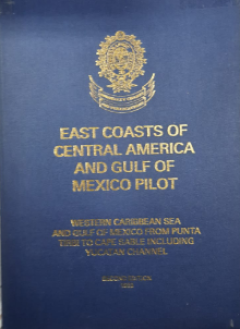 EAST COASTS OF
CENTRAL AMERICA
AND GULF OF
MEXICO PILOT
WESTERN CARIBBEAN SEA
AND GULF OF MEXICO FROM PUNTA
TO CAPE SABLE INCLUDING
YUCATAN CHANNEL